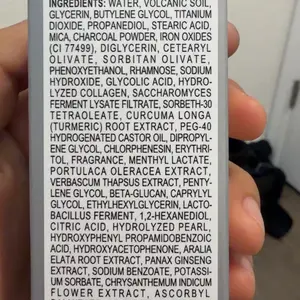 INGREDIENTS: WATER, VOLCANIC SOIL,
GLYCERIN, BUTYLENE GLYCOL, TITANIUM
DIOXIDE, PROPANEDIOL, STEARIC ACID,
MICA, CHARCOAL POWDER, IRON OXIDES
(CI 77499), DIGLYCERIN, CETEARYL
OLIVATE, SORBITAN OLIVATE,
PHENOXYETHANOL, RHAMNOSE, SODIUM
HYDROXIDE, GLYCOLIC ACID, HYDRO-
LYZED COLLAGEN, SACCHAROMYCES
FERMENT LYSATE FILTRATE, SORBETH-30
TETRAOLEATE, CURCUMA LONGA
(TURMERIC) ROOT EXTRACT, PEG-40
HYDROGENATED CASTOR OIL, DIPROPYL-
ENE GLYCOL, CHLORPHENESIN, ERYTHRI-
TOL, FRAGRANCE, MENTHYL LACTATE,
PORTULACA OLERACEA EXTRACT,
VERBASCUM THAPSUS EXTRACT, PENTY-
LENE GLYCOL, BETA-GLUCAN, CAPRYLYL
GLYCOL, ETHYLHEXYLGLYCERIN, LACTO-
BACILLUS FERMENT, 1,2-HEXANEDIOL,
CITRIC ACID, HYDROLYZED PEARL,
HYDROXYPHENYL PROPAMIDOBENZOIC
ACID, HYDROXYACETOPHENONE, ARALIA
ELATA ROOT EXTRACT, PANAX GINSENG
EXTRACT, SODIUM BENZOATE, POTASSI-
UM SORBATE, CHRYSANTHEMUM INDICUM
FLOWER EXTRACT, ASCORBYL